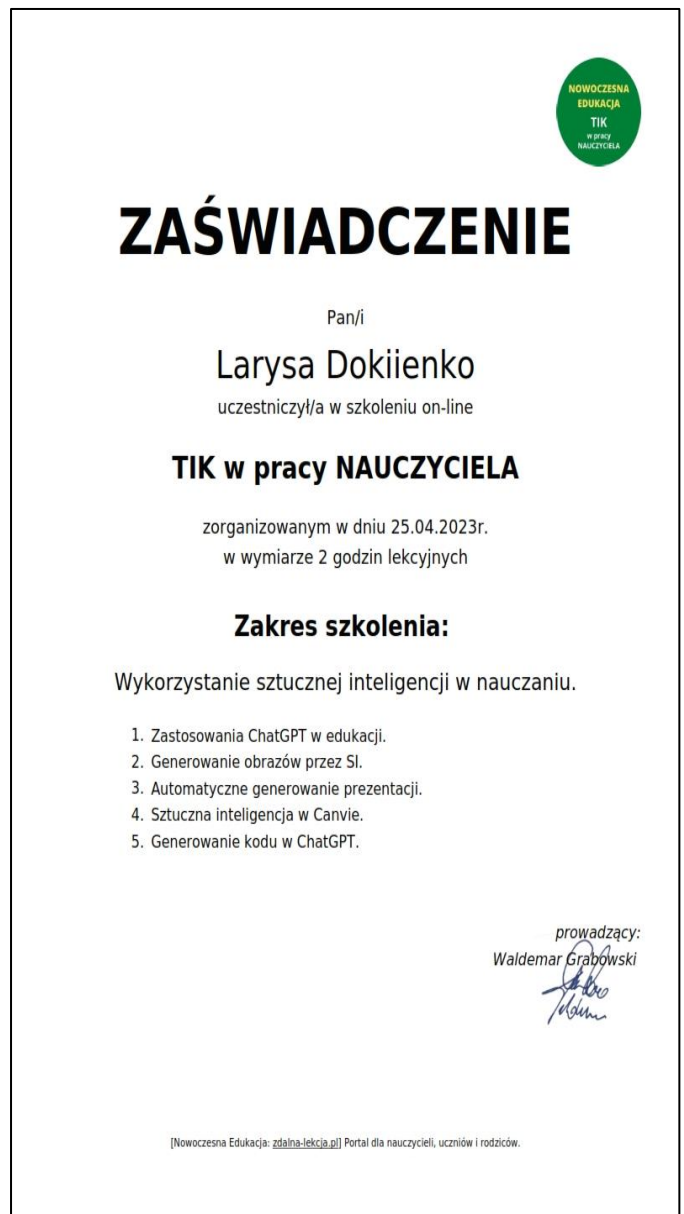 NOWOCZESNA
EDUKACJA
TIK
w pracy
NAUCZYCIELA
ZAŚWIADCZENIE
Pan/i
Larysa Dokiienko
uczestniczył/a w szkoleniu on-line
TIK w pracy NAUCZYCIELA
zorganizowanym w dniu 25.04.2023r.
w wymiarze 2 godzin lekcyjnych
Zakres szkolenia:
Wykorzystanie sztucznej inteligencji w nauczaniu.
1. Zastosowania ChatGPT w edukacji.
2. Generowanie obrazów przez SI.
3. Automatyczne generowanie prezentacji.
4. Sztuczna inteligencja w Canvie.
5. Generowanie kodu w ChatGPT.
prowadzący:
Waldemar Grabowski
[Nowoczesna Edukacja: zdalna-lekcja.pl] Portal dla nauczycieli, uczniów i rodziców.